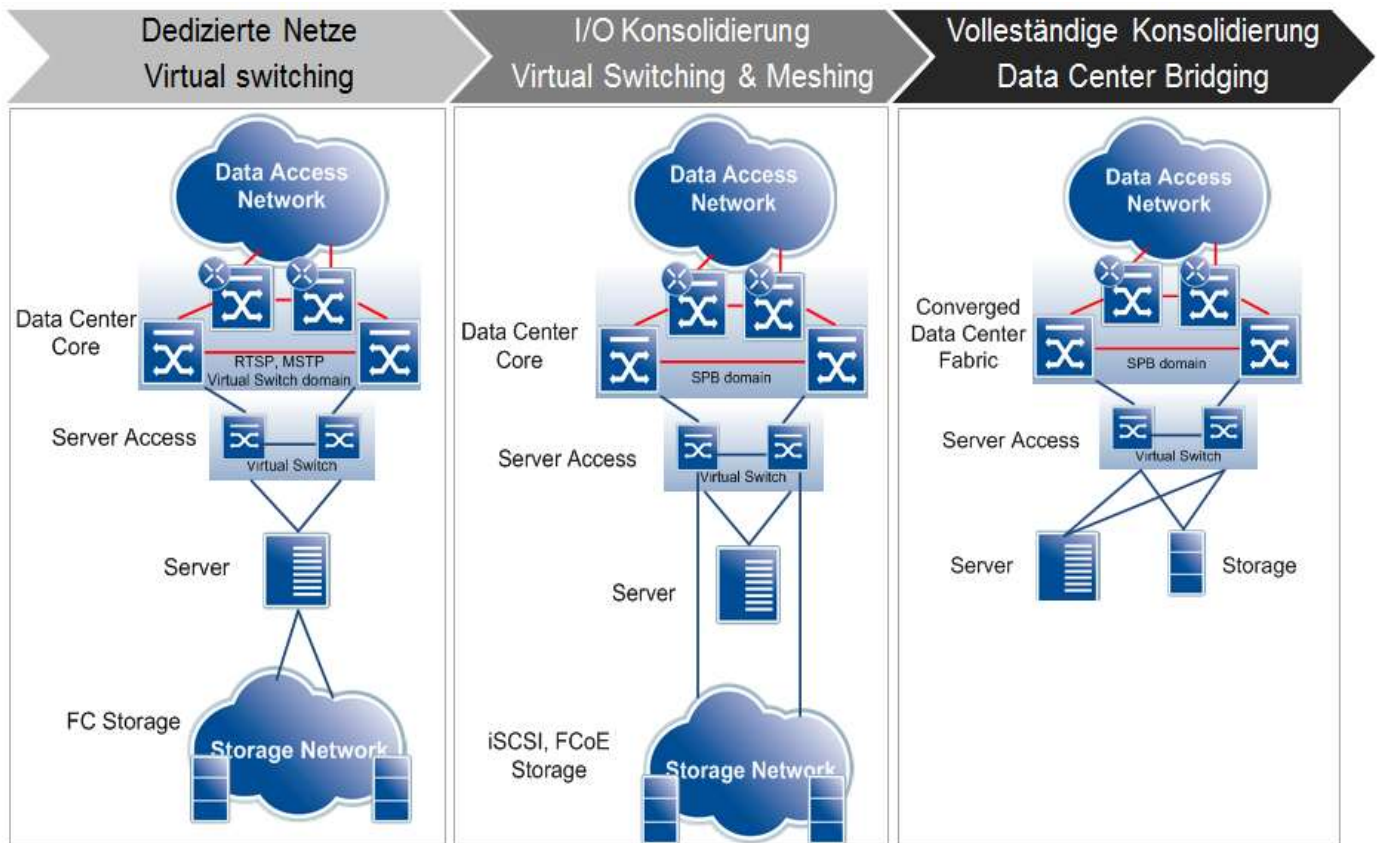 Dedizierte Netze
Virtual switching
I/O Konsolidierung
Virtual Switching & Meshing
Volleständige Konsolidierung
Data Center Bridging
Data Access
Network
Data Center
Core
RTSP, MSTP
Virtual Switch domain
Server Access
Virtual Switch
Server
FC Storage
Storage Network
Data Access
Network
Data Center
Core
SPB domain
Server Access
Virtual Switch
Server
iSCSI, FCoE
Storage
Storage Network
Data Access
Network
Converged
Data Center
Fabric
SPB domain
Server Access
Virtual Switch
Server
Storage